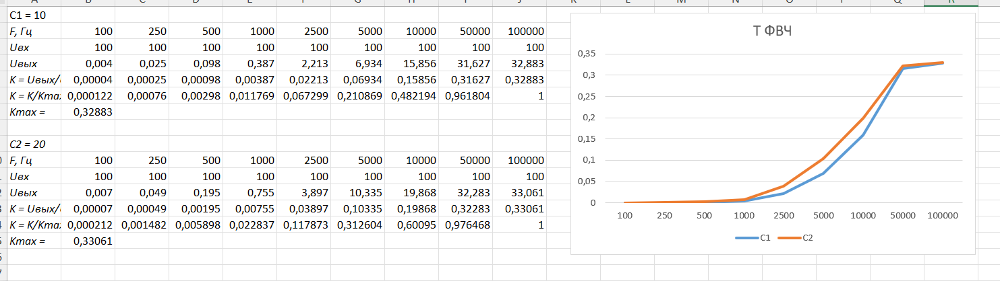 A B C D E F G H I J K L M N O P Q R
C1 = 10
F, Гц 100 250 500 1000 2500 5000 10000 50000 100000
Uвх 100 100 100 100 100 100 100 100 100
Uвых 0,004 0,025 0,098 0,387 2,213 6,934 15,856 31,627 32,883
K = Uвых/ 0,00004 0,00025 0,00098 0,00387 0,02213 0,06934 0,15856 0,31627 0,32883
K = K/Kma 0,000122 0,00076 0,00298 0,011769 0,067299 0,210869 0,482194 0,961804 1
Kmax = 0,32883
C2 = 20
F, Гц 100 250 500 1000 2500 5000 10000 50000 100000
Uвх 100 100 100 100 100 100 100 100 100
Uвых 0,007 0,049 0,195 0,755 3,897 10,335 19,868 32,283 33,061
K = Uвых/ 0,00007 0,00049 0,00195 0,00755 0,03897 0,10335 0,19868 0,32283 0,33061
K = K/Kma 0,000212 0,001482 0,005898 0,022837 0,117873 0,312604 0,60095 0,976468 1
Kmax = 0,33061
Т ФВЧ
0,35
0,3
0,25
0,2
0,15
0,1
0,05
0
100 250 500 1000 2500 5000 10000 50000 100000
C1 C2